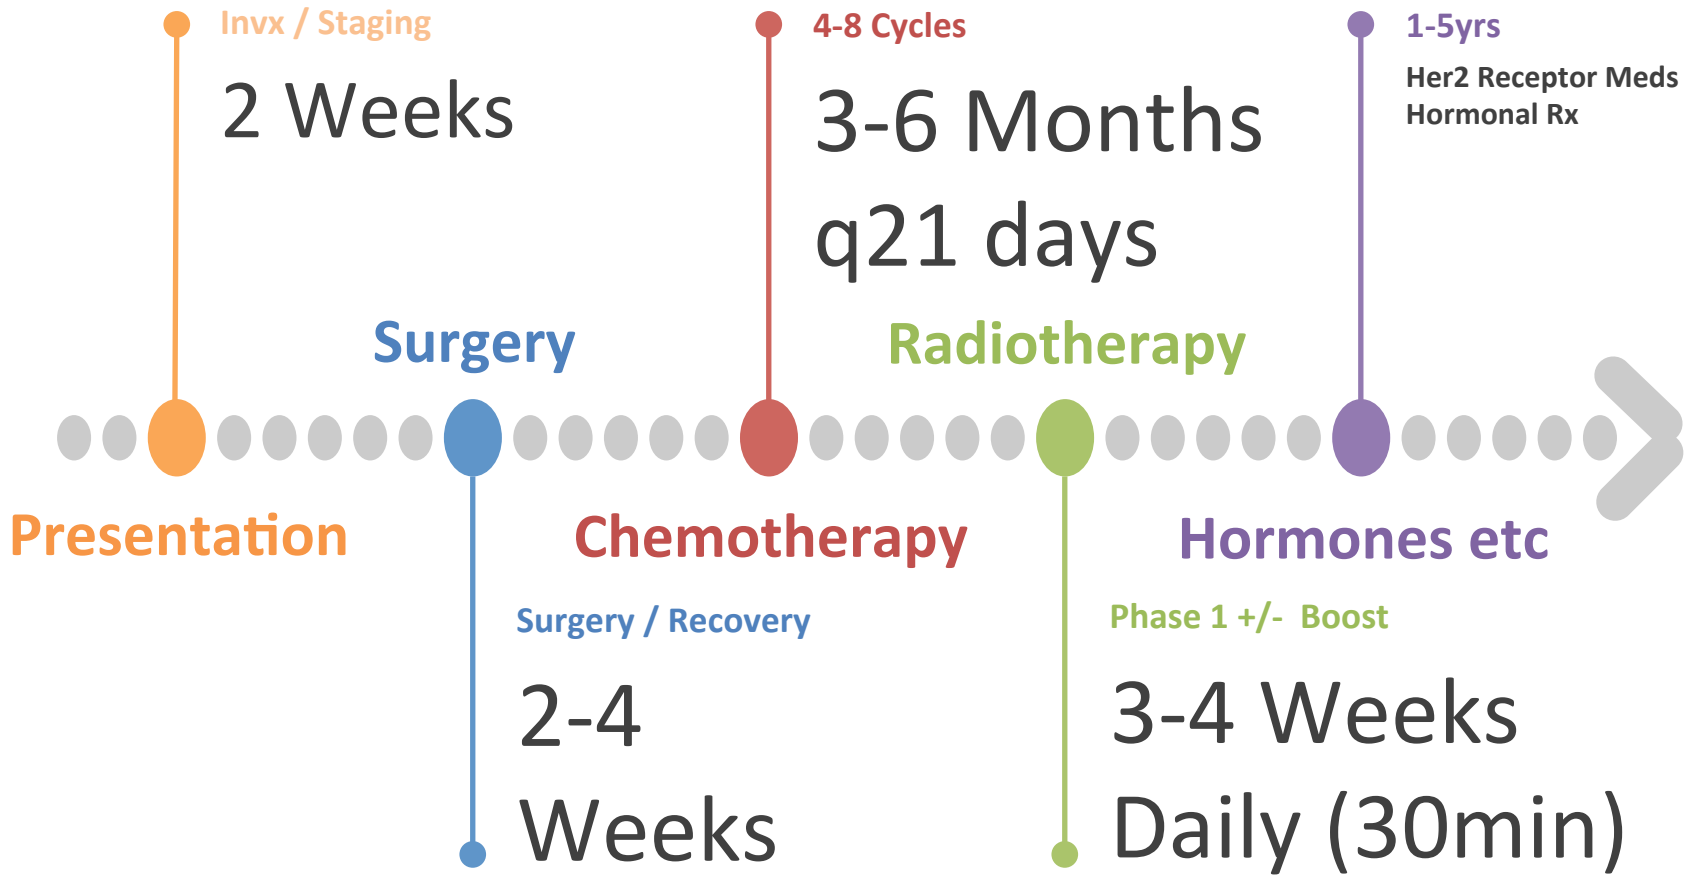 Invx / Staging
2 Weeks
4-8 Cycles
3-6 Months
q21 days
1-5yrs
Her2 Receptor Meds
Hormonal Rx
Surgery
Radiotherapy
Presentation
Chemotherapy
Hormones etc
Surgery / Recovery
2-4
Weeks
Phase 1 +/-  Boost
3-4 Weeks
Daily (30min)